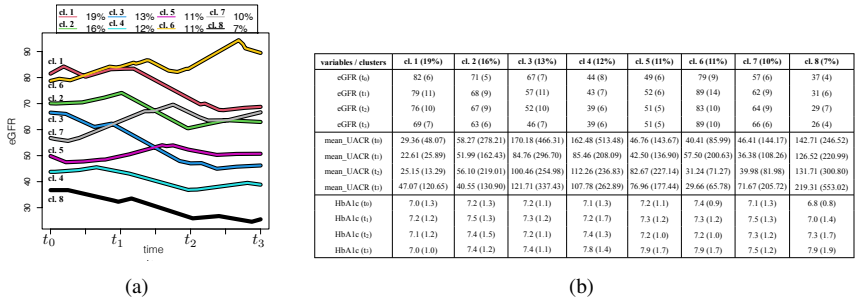 cl. 1 19% cl. 3 13% cl. 5 11% cl. 7 10%
cl. 2 16% cl. 4 12% cl. 6 11% cl. 8 7%
eGFR
90
80
70
60
50
40
30
cl. 1
cl. 6
cl. 2
cl. 3
cl. 7
cl. 5
cl. 4
cl. 8
t0 t1 t2 t3
time
(a)
variables / clusters cl. 1 (19%) cl. 2 (16%) cl. 3 (13%) cl 4 (12%) cl. 5 (11%) cl. 6 (11%) cl. 7 (10%) cl. 8 (7%)
eGFR (t0) 82 (6) 71 (5) 67 (7) 44 (8) 49 (6) 79 (9) 57 (6) 37 (4)
eGFR (t1) 79 (11) 68 (9) 57 (11) 43 (7) 52 (6) 89 (14) 62 (9) 31 (6)
eGFR (t2) 76 (10) 67 (9) 52 (10) 39 (6) 51 (5) 83 (10) 64 (9) 29 (7)
eGFR (t3) 69 (7) 63 (6) 46 (7) 39 (6) 51 (5) 89 (10) 66 (6) 26 (4)
mean_UACR (t0) 29.36 (48.07) 58.27 (278.21) 170.18 (466.31) 162.48 (513.48) 46.76 (143.67) 40.41 (85.99) 46.41 (144.17) 142.71 (246.52)
mean_UACR (t1) 22.61 (25.89) 51.99 (162.43) 84.76 (296.70) 85.46 (208.09) 42.50 (136.90) 57.50 (200.63) 36.38 (108.26) 126.52 (220.99)
mean_UACR (t2) 25.15 (13.29) 56.10 (219.01) 100.46 (254.98) 112.26 (236.83) 82.67 (227.14) 31.24 (71.27) 39.98 (81.98) 131.71 (300.80)
mean_UACR (t3) 47.07 (120.65) 40.55 (130.90) 121.71 (337.43) 107.78 (262.89) 76.96 (177.44) 29.66 (65.78) 71.67 (205.72) 219.31 (553.02)
HbA1c (t0) 7.0 (1.3) 7.2 (1.3) 7.2 (1.1) 7.1 (1.3) 7.2 (1.1) 7.4 (0.9) 7.1 (1.3) 6.8 (0.8)
HbA1c (t1) 7.2 (1.2) 7.5 (1.3) 7.3 (1.2) 7.2 (1.7) 7.3 (1.2) 7.3 (1.2) 7.5 (1.3) 7.0 (1.4)
HbA1c (t2) 7.1 (1.2) 7.4 (1.5) 7.2 (1.1) 7.4 (1.3) 7.2 (1.0) 7.2 (1.0) 7.3 (1.2) 7.3 (1.7)
HbA1c (t3) 7.0 (1.0) 7.4 (1.2) 7.4 (1.1) 7.8 (1.4) 7.9 (1.7) 7.9 (1.7) 7.5 (1.2) 7.9 (1.9)
(b)